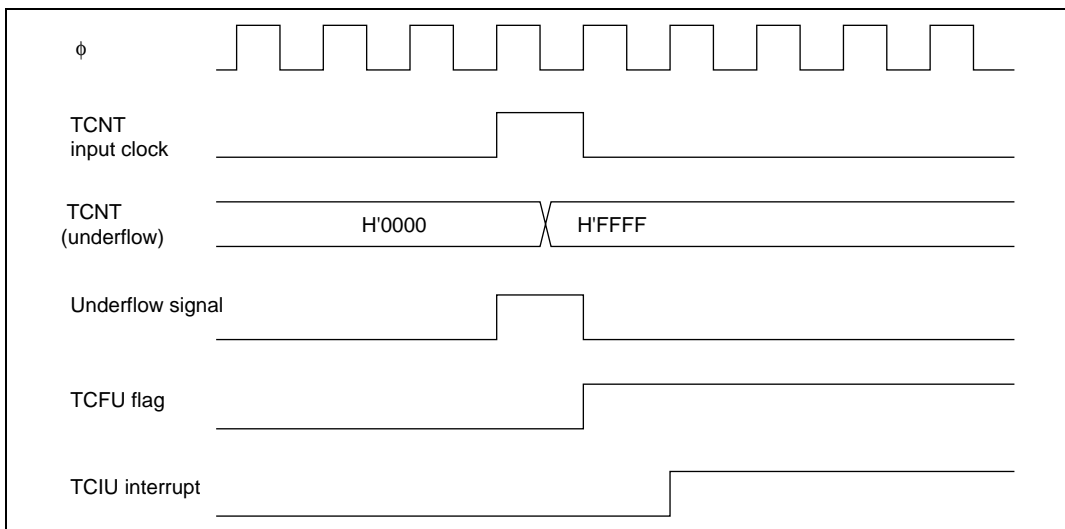 ϕ
TCNT
input clock
TCNT
(underflow)
H'0000
H'FFFF
Underflow signal
TCFU flag
TCIU interrupt